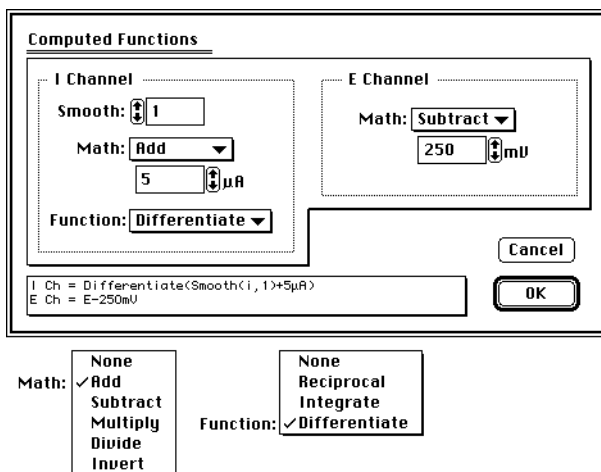 Computed Functions
I Channel
Smooth: 1
Math: Add
5 µA
Function: Differentiate
E Channel
Math: Subtract
250 mV
Cancel
OK
I Ch = Differentiate(Smooth(i,1)+5µA)
E Ch = E-250mV
Math:
None
✓Add
Subtract
Multiply
Divide
Invert
Function:
None
Reciprocal
Integrate
✓Differentiate